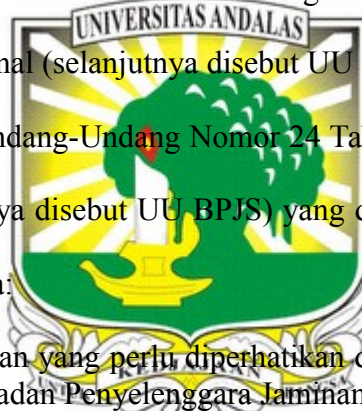 UNIVERSITAS ANDALAS
nal (selanjutnya disebut UU
ndang-Undang Nomor 24 Ta
ya disebut UU BPJS) yang
a:
an yang perlu diperhatikan
adan Penyelenggara Jaminan